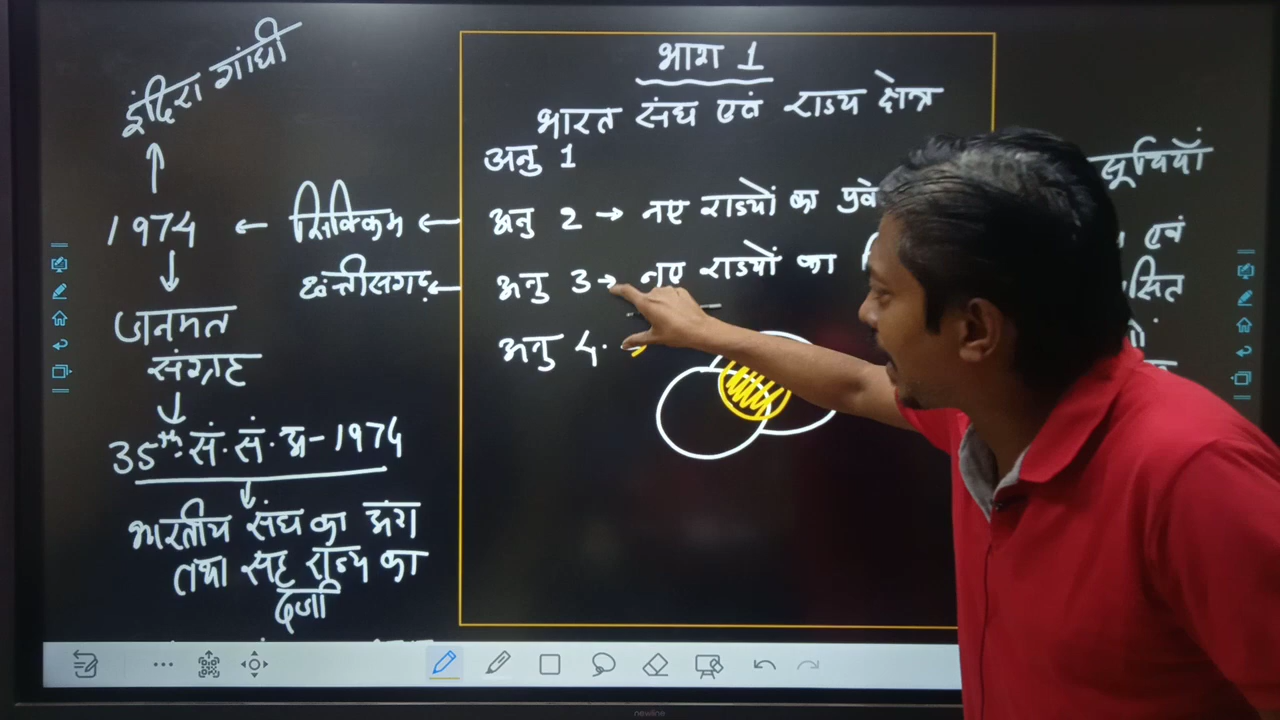 इंदिरा गांधी
1974 ← सिक्किम ←
छत्तीसगढ़ ←
जनमत
संग्रह
35th सं. सं. अ - 1974
भारतीय संघ का अंग
तथा सह राज्य का
दर्जा
भाग 1
भारत संघ एवं राज्य क्षेत्र
अनु 1
अनु 2 → नए राज्यों का प्रवे
अनु 3 → नए राज्यों का
अनु 4. →
सूचियाँ
एवं
सित
newline